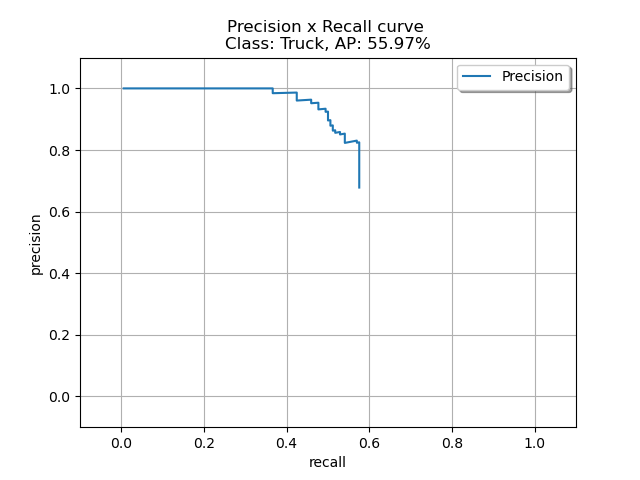 Precision x Recall curve
Class: Truck, AP: 55.97%
Precision
1.0
0.8
0.6
0.4
0.2
0.0
precision
0.0 0.2 0.4 0.6 0.8 1.0
recall